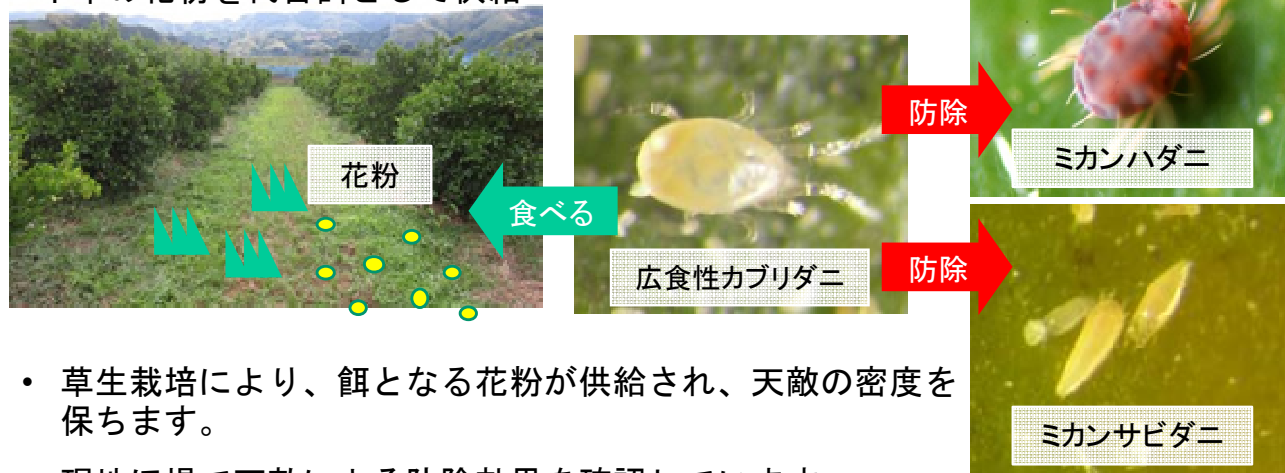 花粉
食べる
広食性カブリダニ
防除
ミカンハダニ
防除
ミカンサビダニ
• 草生栽培により、餌となる花粉が供給され、天敵の密度を
保ちます。